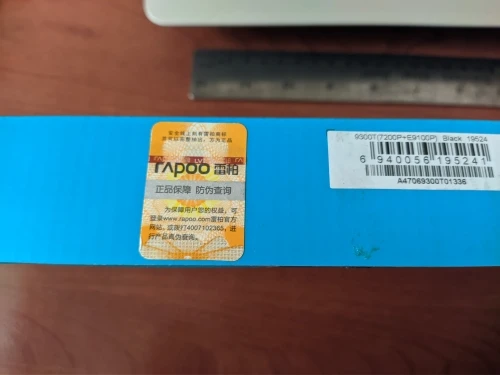 rapoo 雷柏
正品保障 防伪查询
为保障用户您的权益，可
登录www.rapoo.com雷柏官方
网站，或拨打4007102365，进
行产品真伪查询。
9300T(7200P+E9100P), Black, 19524
6 940056 195241
A47069300T01336